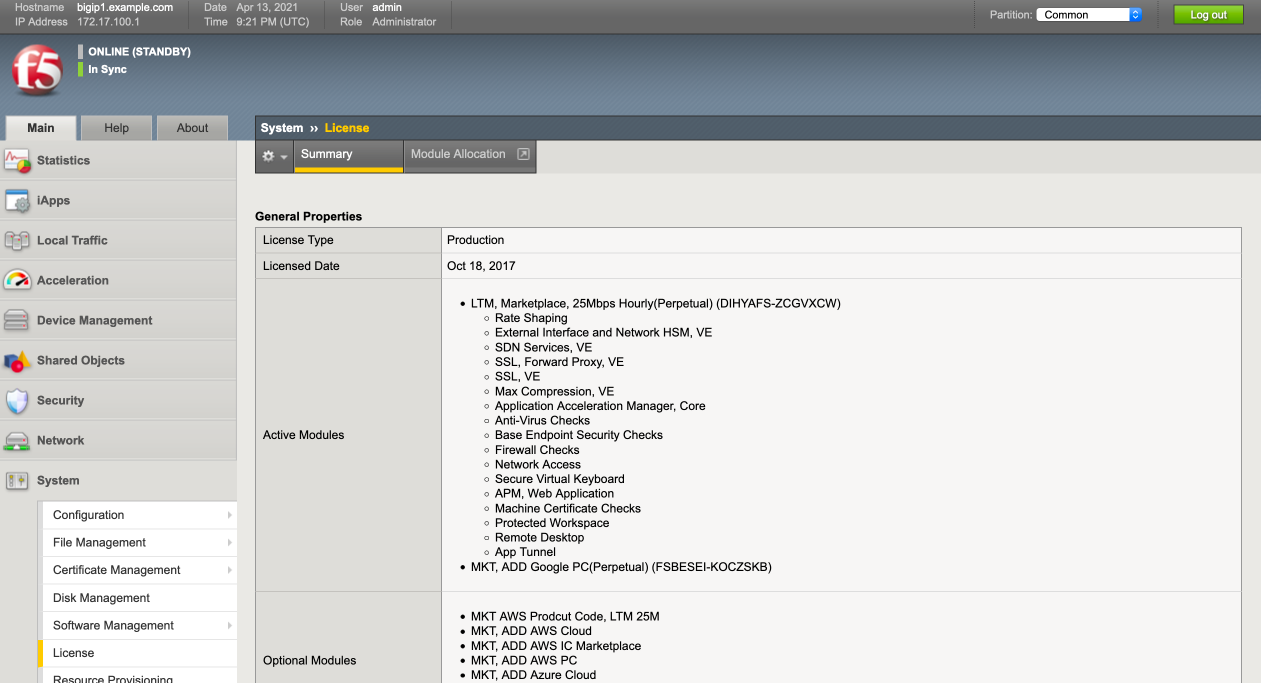 Hostname bigip1.example.com Date Apr 13, 2021 User admin
IP Address 172.17.100.1 Time 9:21 PM (UTC) Role Administrator
Partition: Common Log out
f5
ONLINE (STANDBY)
In Sync
Main Help About
System ›› License
Summary Module Allocation
Statistics
iApps
Local Traffic
Acceleration
Device Management
Shared Objects
Security
Network
System
Configuration
File Management
Certificate Management
Disk Management
Software Management
License
Resource Provisioning
General Properties
License Type Production
Licensed Date Oct 18, 2017
Active Modules
• LTM, Marketplace, 25Mbps Hourly(Perpetual) (DIHYAFS-ZCGVXCW)
◦ Rate Shaping
◦ External Interface and Network HSM, VE
◦ SDN Services, VE
◦ SSL, Forward Proxy, VE
◦ SSL, VE
◦ Max Compression, VE
◦ Application Acceleration Manager, Core
◦ Anti-Virus Checks
◦ Base Endpoint Security Checks
◦ Firewall Checks
◦ Network Access
◦ Secure Virtual Keyboard
◦ APM, Web Application
◦ Machine Certificate Checks
◦ Protected Workspace
◦ Remote Desktop
◦ App Tunnel
• MKT, ADD Google PC(Perpetual) (FSBESEI-KOCZSKB)
Optional Modules
• MKT AWS Prodcut Code, LTM 25M
• MKT, ADD AWS Cloud
• MKT, ADD AWS IC Marketplace
• MKT, ADD AWS PC
• MKT, ADD Azure Cloud